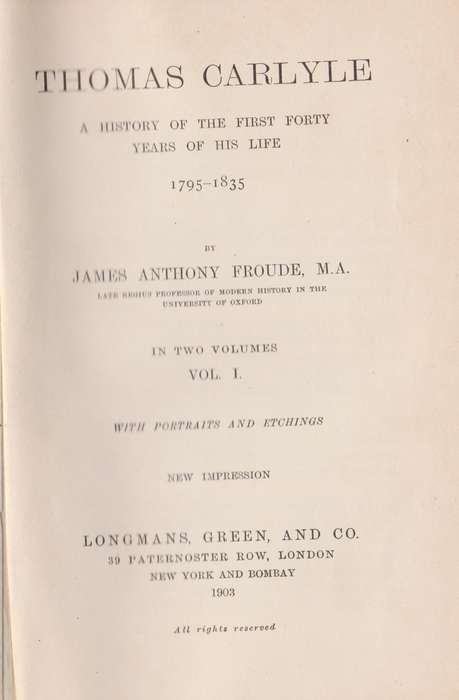 THOMAS CARLYLE
A HISTORY OF THE FIRST FORTY
YEARS OF HIS LIFE
1795–1835
BY
JAMES ANTHONY FROUDE, M.A.
LATE REGIUS PROFESSOR OF MODERN HISTORY IN THE
UNIVERSITY OF OXFORD
IN TWO VOLUMES
VOL. I.
WITH PORTRAITS AND ETCHINGS
NEW IMPRESSION
LONGMANS, GREEN, AND CO.
39 PATERNOSTER ROW, LONDON
NEW YORK AND BOMBAY
1903
All rights reserved